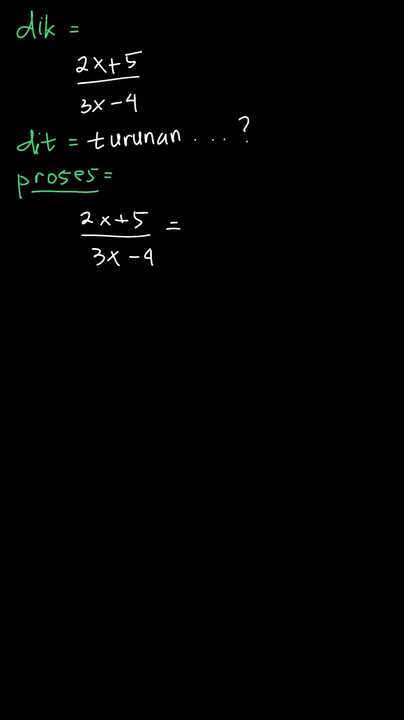 dik =
2x+5
3x-4
dit = turunan ... ?
proses=
2x+5 =
3x-4